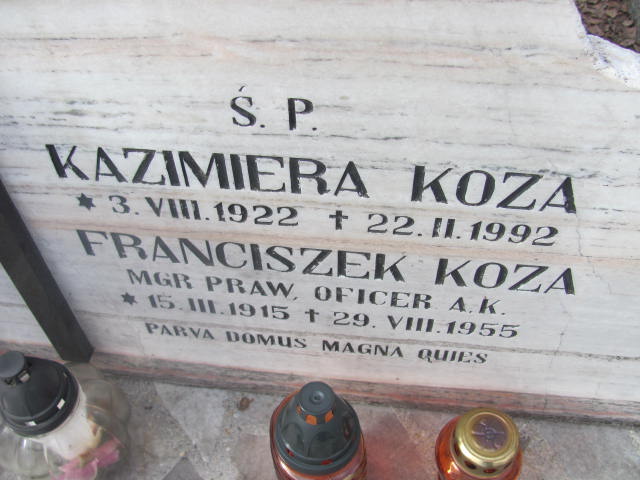 Ś. P.
KAZIMIERA KOZA
* 3. VIII. 1922 † 22. II. 1992
FRANCISZEK KOZA
MGR PRAW, OFICER A.K.
* 15. III. 1915 † 29. VIII. 1955
PARVA DOMUS MAGNA QUIES